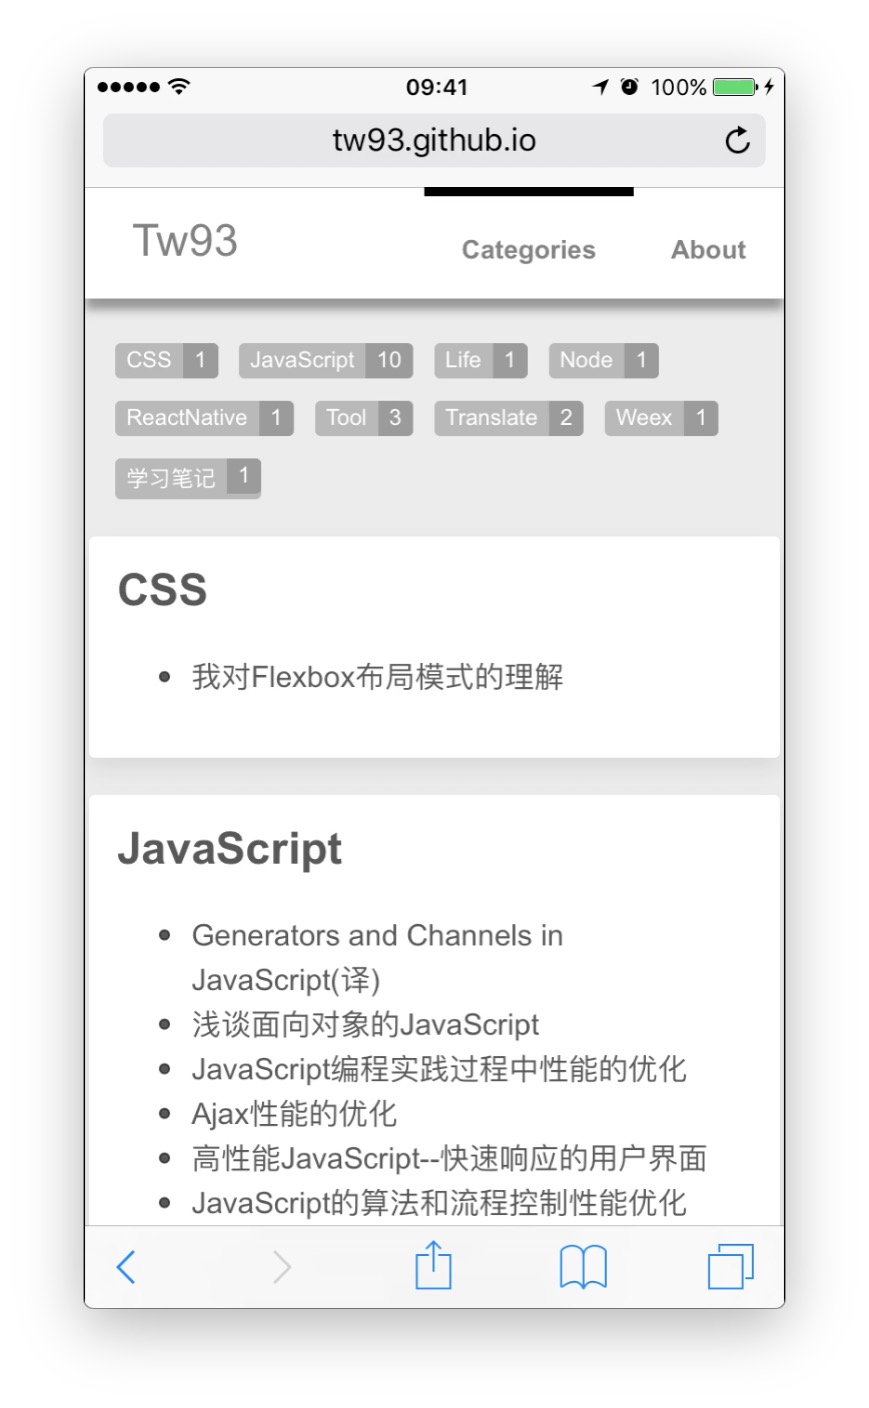 09:41
100%
tw93.github.io
Tw93
Categories
About
CSS 1 JavaScript 10 Life 1 Node 1
ReactNative 1 Tool 3 Translate 2 Weex 1
学习笔记 1
CSS
我对Flexbox布局模式的理解
JavaScript
Generators and Channels in
JavaScript(译)
浅谈面向对象的JavaScript
JavaScript编程实践过程中性能的优化
Ajax性能的优化
高性能JavaScript--快速响应的用户界面
JavaScript的算法和流程控制性能优化